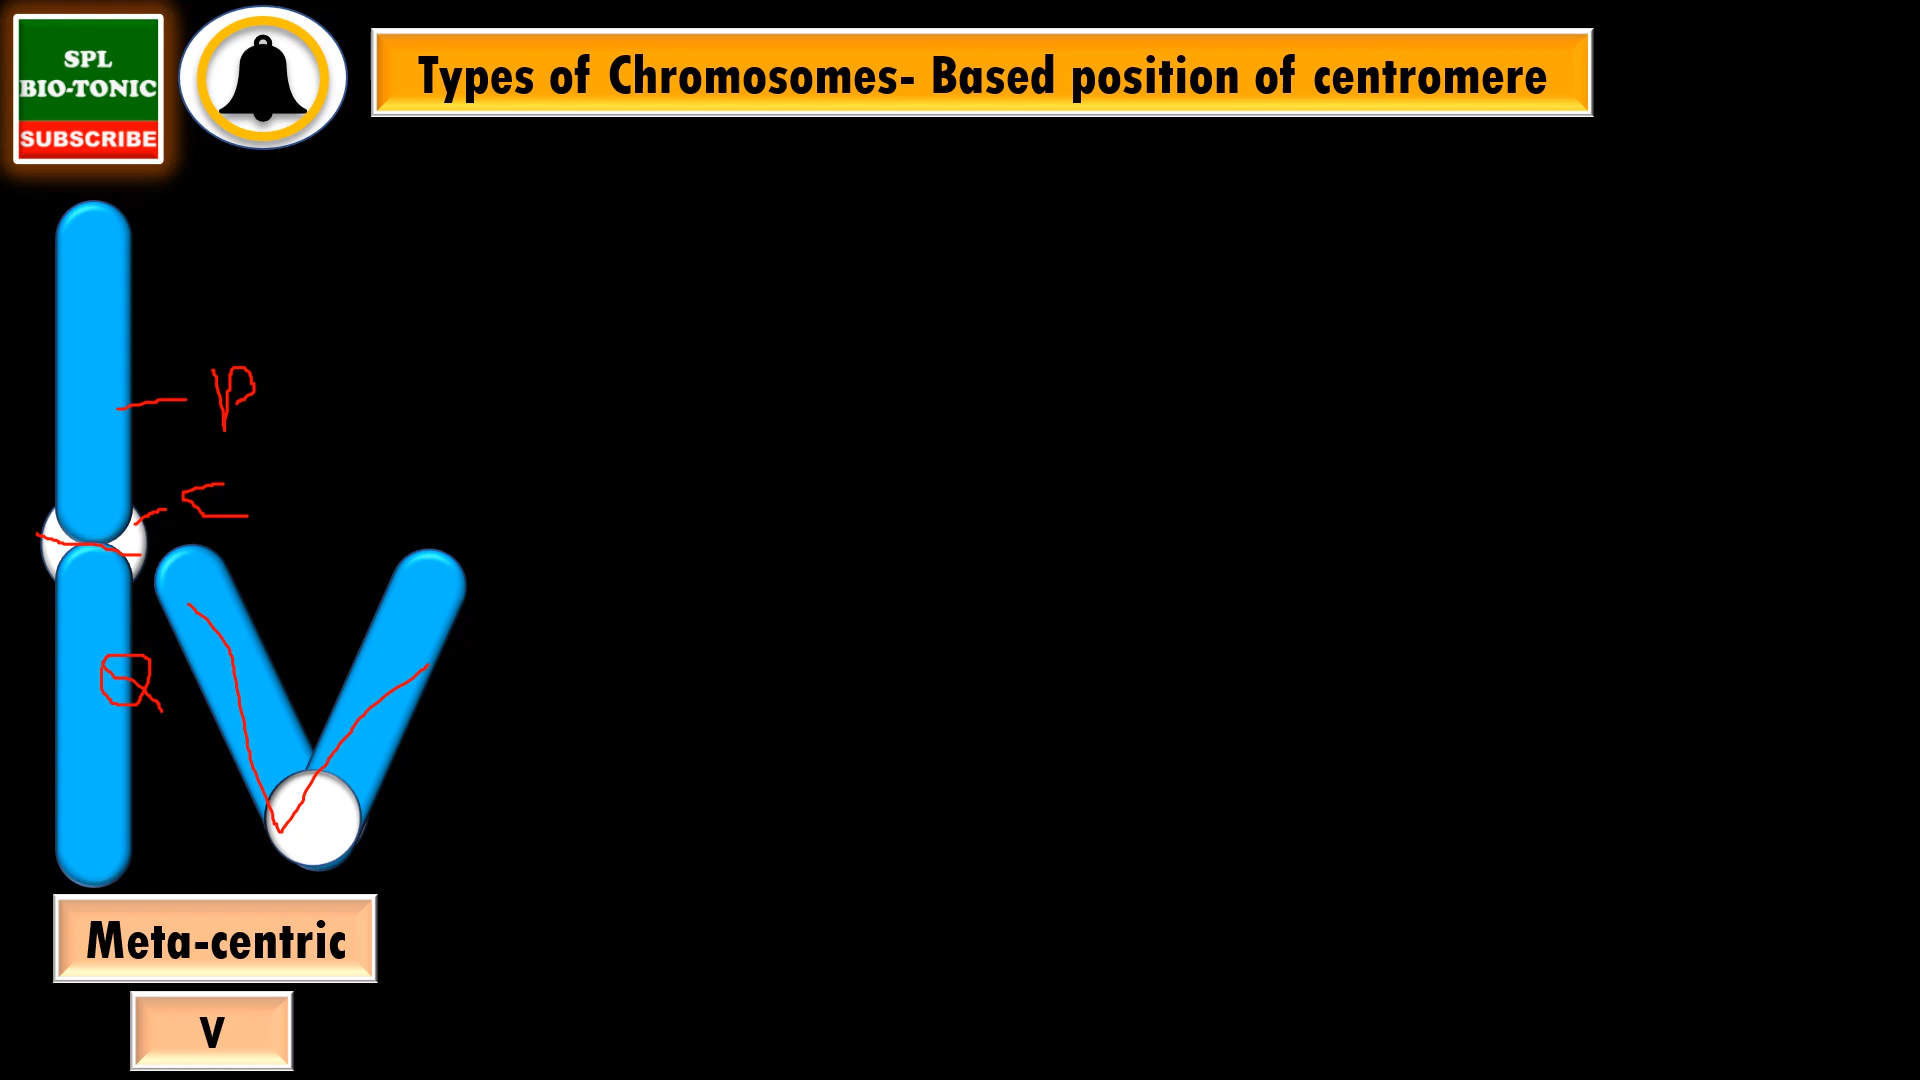 SPL
BIO-TONIC
SUBSCRIBE
Types of Chromosomes- Based position of centromere
P
C
Q
Meta-centric
V